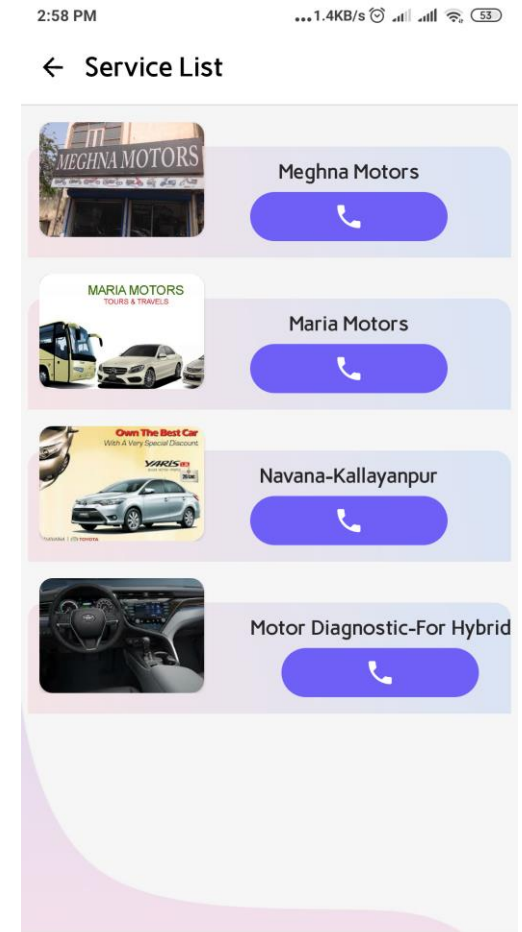 2:58 PM
...1.4KB/s 53
Service List
MEGHNA MOTORS
Meghna Motors
MARIA MOTORS
TOURS & TRAVELS
Maria Motors
Own The Best Car
With A Very Special Discount
YARIS
Navana-Kallayanpur
TOYOTA
Motor Diagnostic-For Hybrid